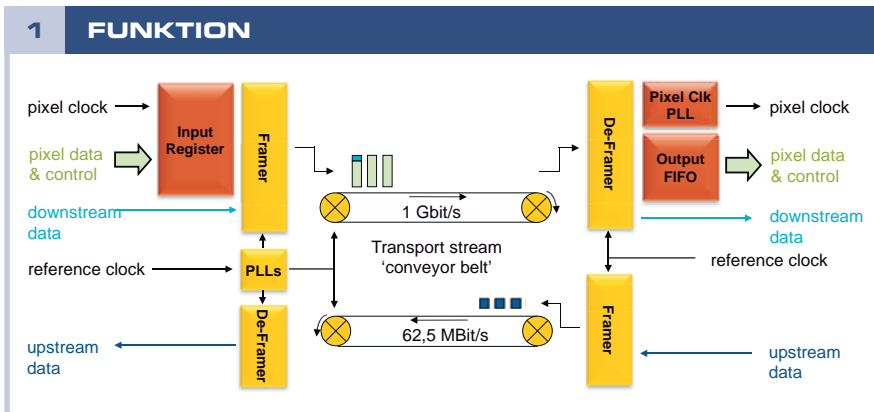 1 FUNKTION
pixel clock
pixel data
& control
downstream
data
reference clock
upstream
data
Input
Register
Framer
PLLs
De-Framer
1 Gbit/s
Transport stream
‘conveyor belt’
62,5 MBit/s
De-Framer
Framer
Pixel Clk
PLL
Output
FIFO
pixel clock
pixel data
& control
downstream
data
reference clock
upstream
data